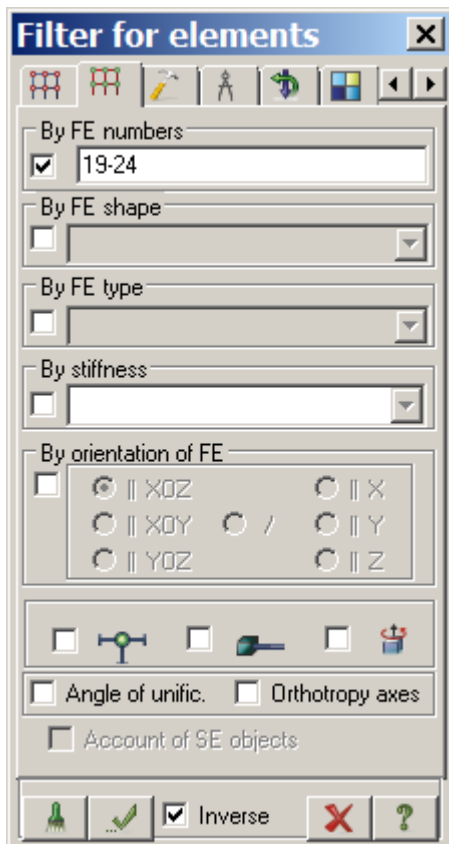 Filter for elements
By FE numbers
19-24
By FE shape
By FE type
By stiffness
By orientation of FE
|| XOZ || X
|| XOY / || Y
|| YOZ || Z
Angle of unific. Orthotropy axes
Account of SE objects
Inverse ?